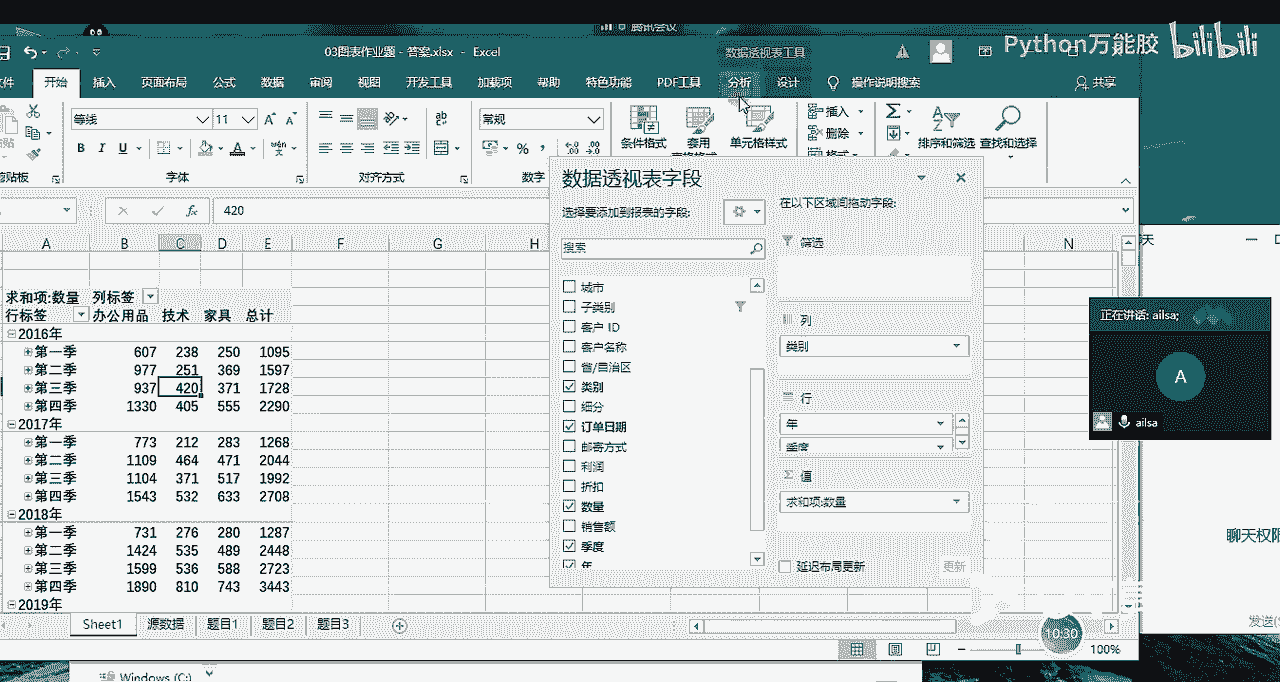 腾讯会议
Python万能胶 bilibili
03图表作业题 - 答案.xlsx - Excel
数据透视表工具
开始 插入 页面布局 公式 数据 审阅 视图 开发工具 加载项 帮助 特色功能 PDF工具 分析 设计 操作说明搜索 共享
等线 11 常规
条件格式 套用 单元格样式 插入 删除 格式 排序和筛选 查找和选择
字体 对齐方式 数字
420
A B C D E F G H N
求和项:数量 列标签
行标签 办公用品 技术 家具 总计
2016年
第一季 607 238 250 1095
第二季 977 251 369 1597
第三季 937 420 371 1728
第四季 1330 405 555 2290
2017年
第一季 773 212 283 1268
第二季 1109 464 471 2044
第三季 1104 371 517 1992
第四季 1543 532 633 2708
2018年
第一季 731 276 280 1287
第二季 1424 535 489 2448
第三季 1599 536 588 2723
第四季 1890 810 743 3443
2019年
数据透视表字段
选择要添加到报表的字段:
搜索
城市
子类别
客户 ID
客户名称
省/自治区
类别
细分
订单日期
邮寄方式
利润
折扣
数量
销售额
季度
年
在以下区域间拖动字段:
筛选
列
类别
行
年
季度
Σ 值
求和项:数量
延迟布局更新 更新
正在讲话: ailsa;
A
ailsa
聊天权限
Sheet1 源数据 题目1 题目2 题目3
10:30
100%
Windows (C:)